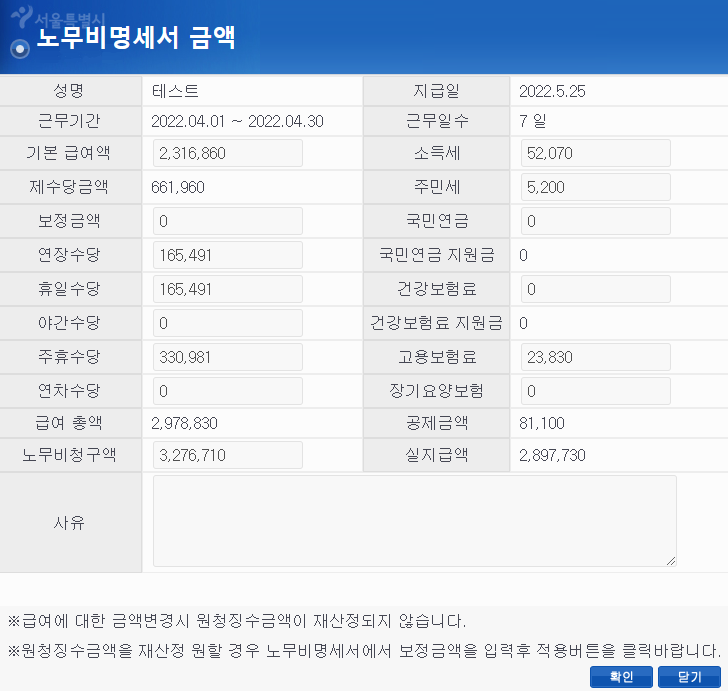 서울특별시
노무비명세서 금액
성명 테스트 지급일 2022.5.25
근무기간 2022.04.01 ~ 2022.04.30 근무일수 7 일
기본 급여액 2,316,860 소득세 52,070
제수당금액 661,960 주민세 5,200
보정금액 0 국민연금 0
연장수당 165,491 국민연금 지원금 0
휴일수당 165,491 건강보험료 0
야간수당 0 건강보험료 지원금 0
주휴수당 330,981 고용보험료 23,830
연차수당 0 장기요양보험 0
급여 총액 2,978,830 공제금액 81,100
노무비청구액 3,276,710 실지급액 2,897,730
사유
※급여에 대한 금액변경시 원청징수금액이 재산정되지 않습니다.
※원청징수금액을 재산정 원할 경우 노무비명세서에서 보정금액을 입력후 적용버튼을 클릭바랍니다.
확인 닫기